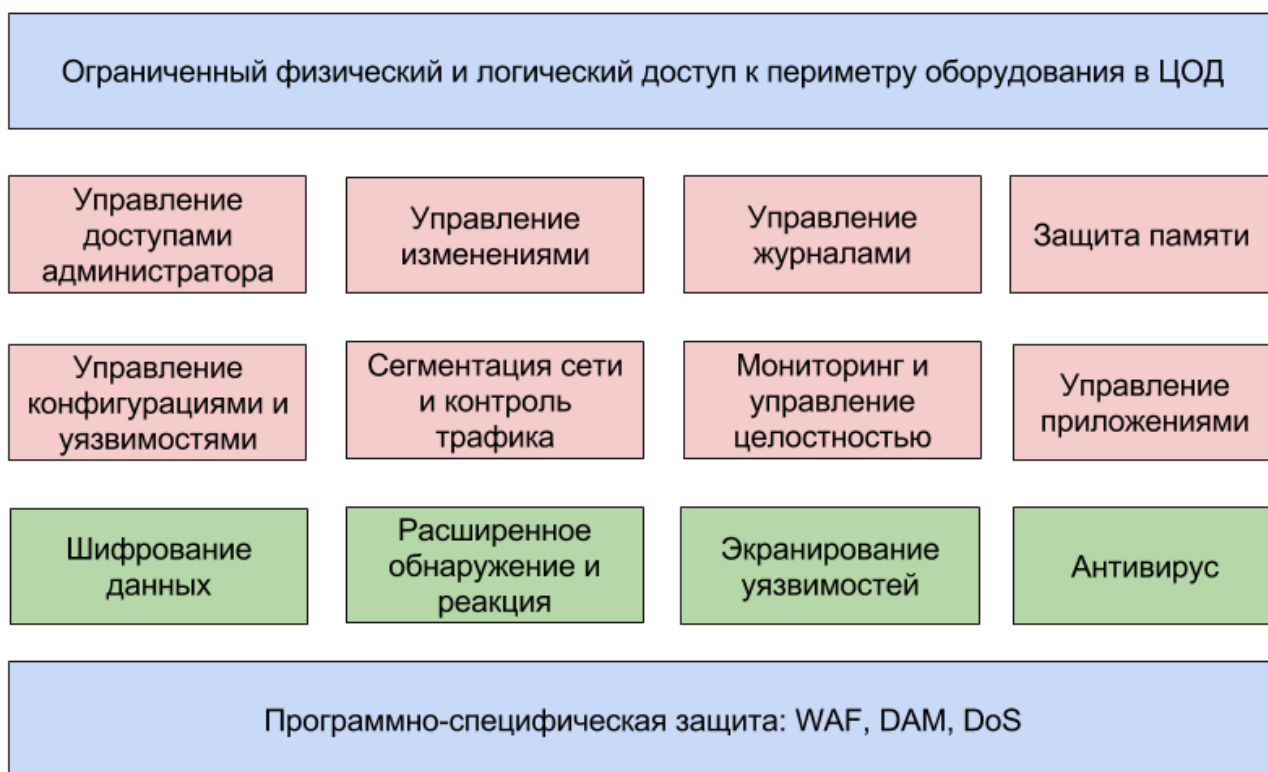 Ограниченный физический и логический доступ к периметру оборудования в ЦОД
Управление
доступами
администратора
Управление
изменениями
Управление
журналами
Защита памяти
Управление
конфигурациями и
уязвимостями
Сегментация сети
и контроль
трафика
Мониторинг и
управление
целостностью
Управление
приложениями
Шифрование
данных
Расширенное
обнаружение и
реакция
Экранирование
уязвимостей
Антивирус
Программно-специфическая защита: WAF, DAM, DoS